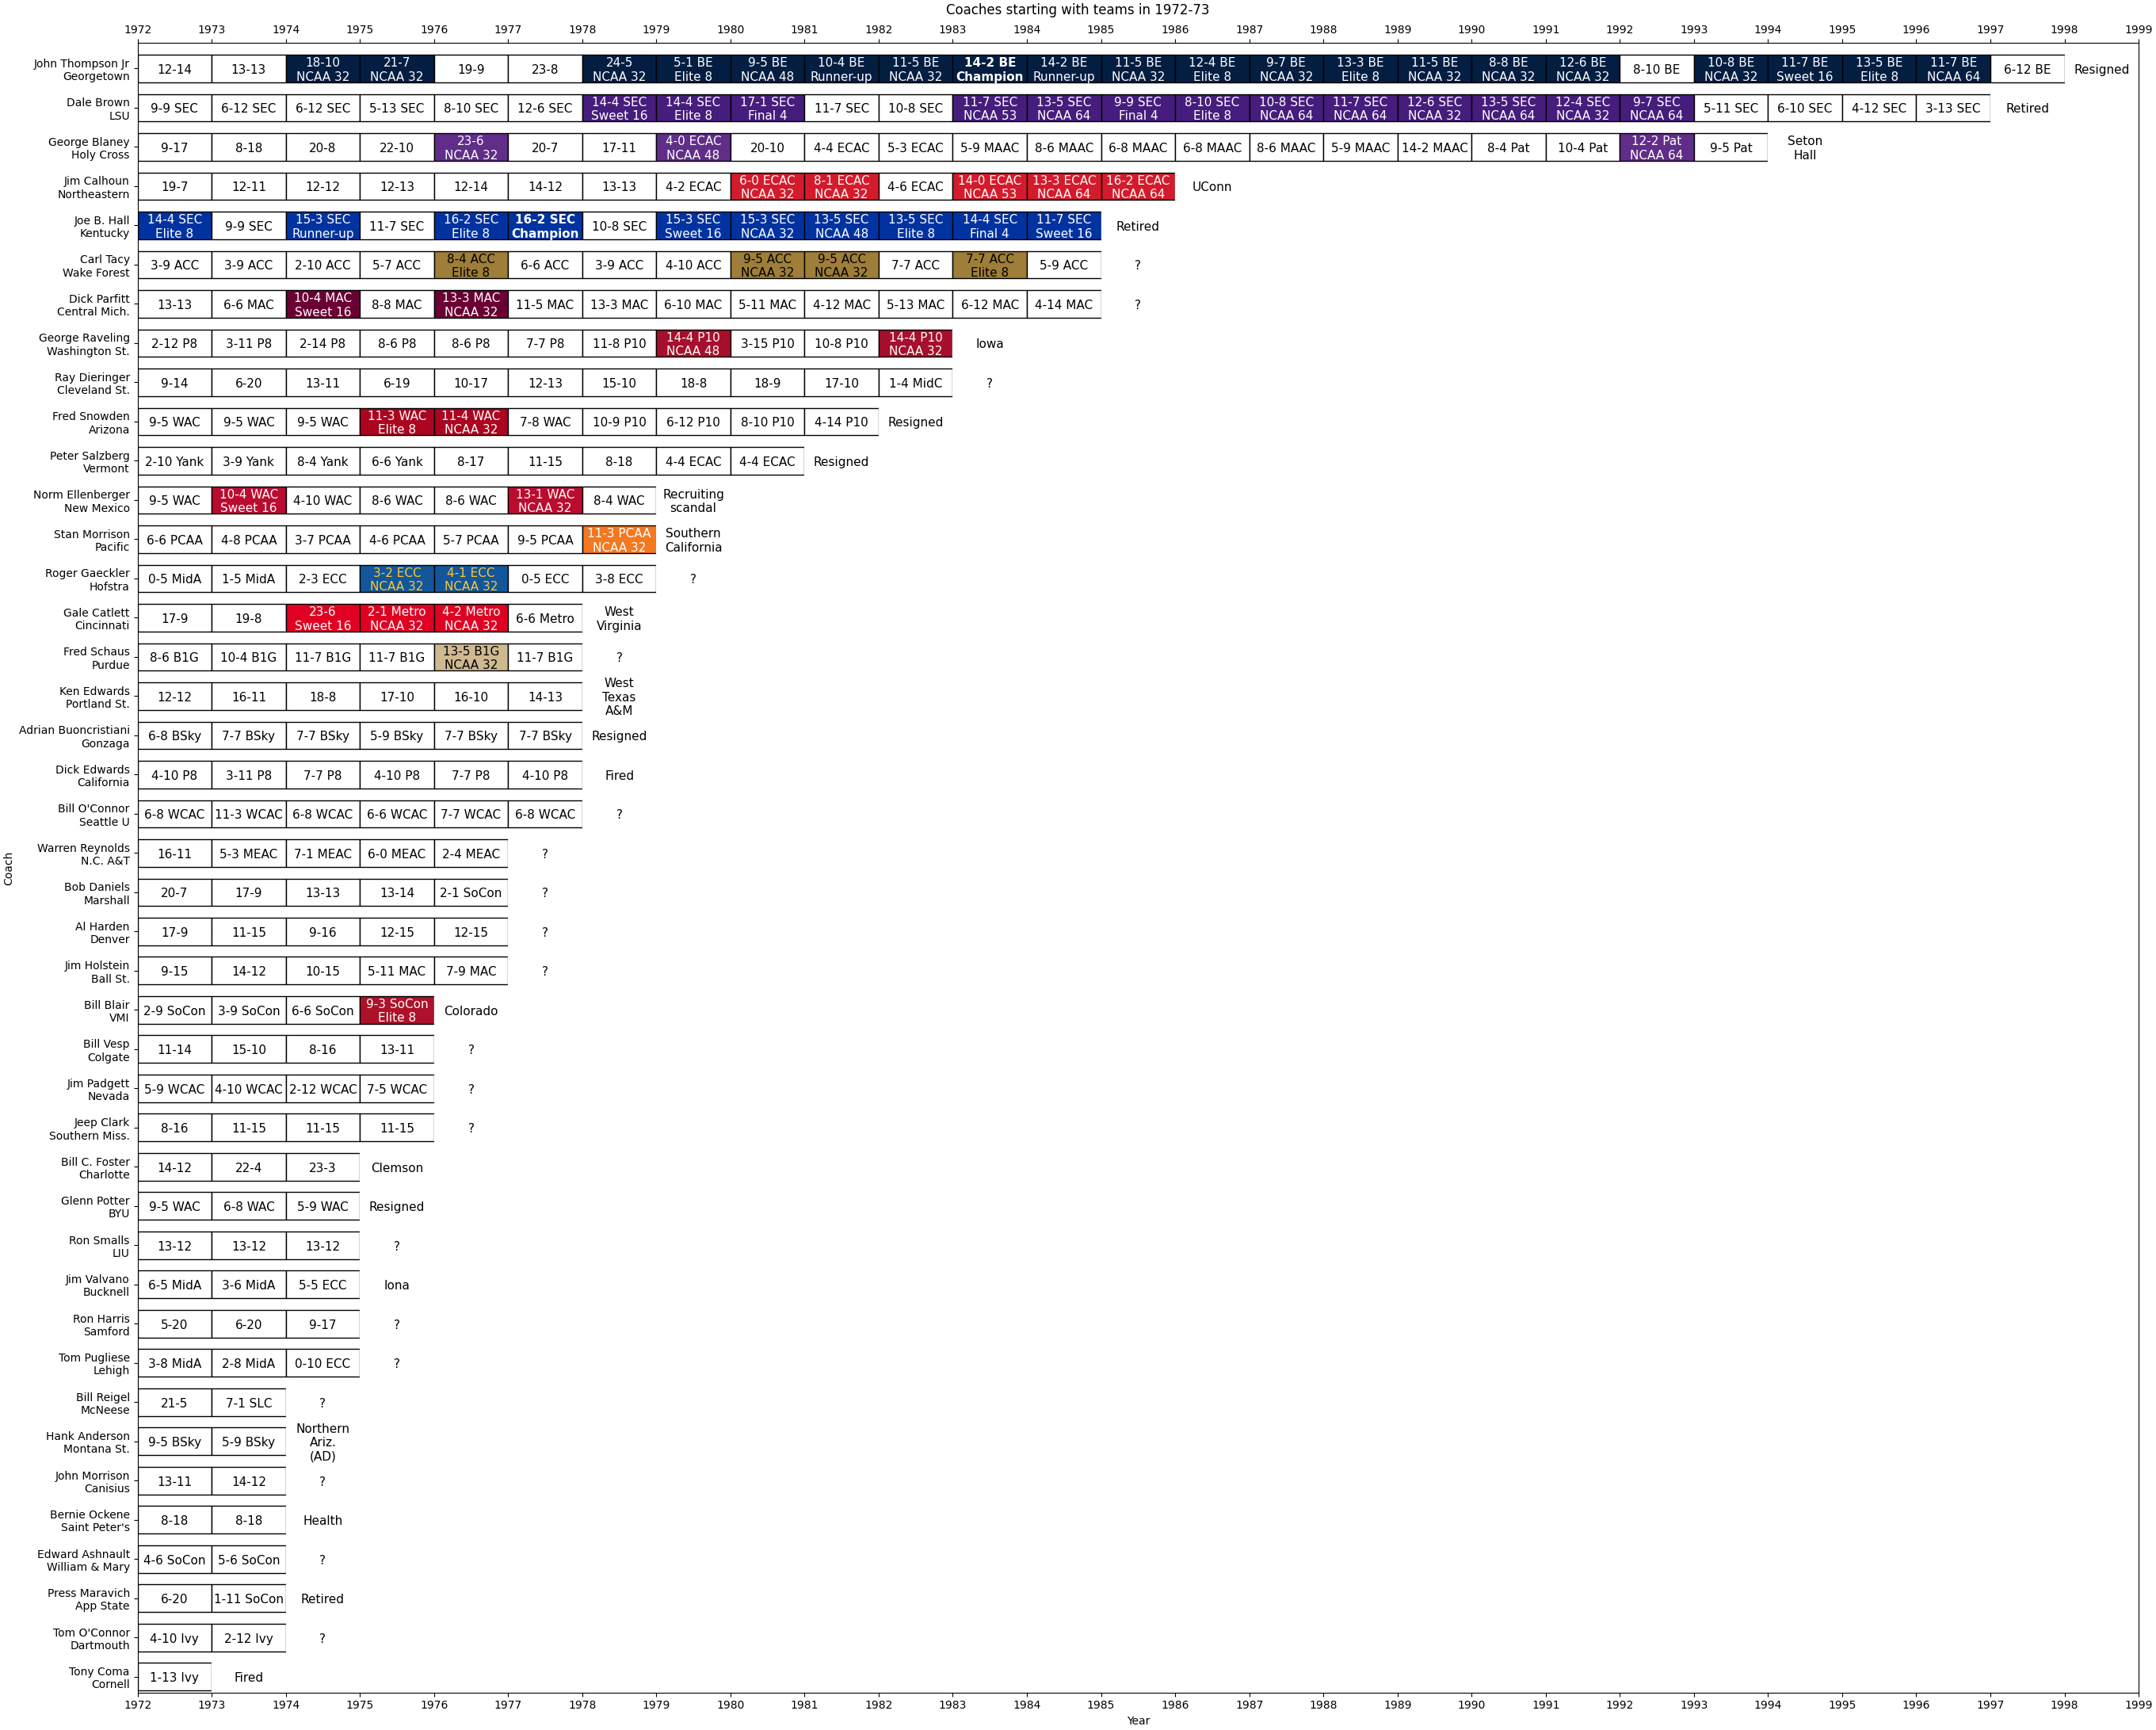 Coaches starting with teams in 1972-73
1972 1973 1974 1975 1976 1977 1978 1979 1980 1981 1982 1983 1984 1985 1986 1987 1988 1989 1990 1991 1992 1993 1994 1995 1996 1997 1998 1999
John Thompson Jr
Georgetown
12-14 13-13 18-10 NCAA 32 21-7 NCAA 32 19-9 23-8 24-5 NCAA 32 5-1 BE Elite 8 9-5 BE NCAA 48 10-4 BE Runner-up 11-5 BE NCAA 32 14-2 BE Champion 14-2 BE Runner-up 11-5 BE NCAA 32 12-4 BE Elite 8 9-7 BE NCAA 32 13-3 BE Elite 8 11-5 BE NCAA 32 8-8 BE NCAA 32 12-6 BE NCAA 32 8-10 BE 10-8 BE NCAA 32 11-7 BE Sweet 16 13-5 BE Elite 8 11-7 BE NCAA 64 6-12 BE Resigned
Dale Brown
LSU
9-9 SEC 6-12 SEC 6-12 SEC 5-13 SEC 8-10 SEC 12-6 SEC 14-4 SEC Sweet 16 14-4 SEC Elite 8 17-1 SEC Final 4 11-7 SEC 10-8 SEC 11-7 SEC NCAA 53 13-5 SEC NCAA 64 9-9 SEC Final 4 8-10 SEC Elite 8 10-8 SEC NCAA 64 11-7 SEC NCAA 64 12-6 SEC NCAA 32 13-5 SEC NCAA 64 12-4 SEC NCAA 32 9-7 SEC NCAA 64 5-11 SEC 6-10 SEC 4-12 SEC 3-13 SEC Retired
George Blaney
Holy Cross
9-17 8-18 20-8 22-10 23-6 NCAA 32 20-7 17-11 4-0 ECAC NCAA 48 20-10 4-4 ECAC 5-3 ECAC 5-9 MAAC 8-6 MAAC 6-8 MAAC 6-8 MAAC 8-6 MAAC 5-9 MAAC 14-2 MAAC 8-4 Pat 10-4 Pat 12-2 Pat NCAA 64 9-5 Pat Seton Hall
Jim Calhoun
Northeastern
19-7 12-11 12-12 12-13 12-14 14-12 13-13 4-2 ECAC 6-0 ECAC NCAA 32 8-1 ECAC NCAA 32 4-6 ECAC 14-0 ECAC NCAA 53 13-3 ECAC NCAA 64 16-2 ECAC NCAA 64 UConn
Joe B. Hall
Kentucky
14-4 SEC Elite 8 9-9 SEC 15-3 SEC Runner-up 11-7 SEC 16-2 SEC Elite 8 16-2 SEC Champion 10-8 SEC 15-3 SEC Sweet 16 15-3 SEC NCAA 32 13-5 SEC NCAA 48 13-5 SEC Elite 8 14-4 SEC Final 4 11-7 SEC Sweet 16 Retired
Carl Tacy
Wake Forest
3-9 ACC 3-9 ACC 2-10 ACC 5-7 ACC 8-4 ACC Elite 8 6-6 ACC 3-9 ACC 4-10 ACC 9-5 ACC NCAA 32 9-5 ACC NCAA 32 7-7 ACC 7-7 ACC Elite 8 5-9 ACC ?
Dick Parfitt
Central Mich.
13-13 6-6 MAC 10-4 MAC Sweet 16 8-8 MAC 13-3 MAC NCAA 32 11-5 MAC 13-3 MAC 6-10 MAC 5-11 MAC 4-12 MAC 5-13 MAC 6-12 MAC 4-14 MAC ?
George Raveling
Washington St.
2-12 P8 3-11 P8 2-14 P8 8-6 P8 8-6 P8 7-7 P8 11-8 P10 14-4 P10 NCAA 48 3-15 P10 10-8 P10 14-4 P10 NCAA 32 Iowa
Ray Dieringer
Cleveland St.
9-14 6-20 13-11 6-19 10-17 12-13 15-10 18-8 18-9 17-10 1-4 MidC ?
Fred Snowden
Arizona
9-5 WAC 9-5 WAC 9-5 WAC 11-3 WAC Elite 8 11-4 WAC NCAA 32 7-8 WAC 10-9 P10 6-12 P10 8-10 P10 4-14 P10 Resigned
Peter Salzberg
Vermont
2-10 Yank 3-9 Yank 8-4 Yank 6-6 Yank 8-17 11-15 8-18 4-4 ECAC 4-4 ECAC Resigned
Norm Ellenberger
New Mexico
9-5 WAC 10-4 WAC Sweet 16 4-10 WAC 8-6 WAC 8-6 WAC 13-1 WAC NCAA 32 8-4 WAC Recruiting scandal
Stan Morrison
Pacific
6-6 PCAA 4-8 PCAA 3-7 PCAA 4-6 PCAA 5-7 PCAA 9-5 PCAA 11-3 PCAA NCAA 32 Southern California
Roger Gaeckler
Hofstra
0-5 MidA 1-5 MidA 2-3 ECC 3-2 ECC NCAA 32 4-1 ECC NCAA 32 0-5 ECC 3-8 ECC ?
Gale Catlett
Cincinnati
17-9 19-8 23-6 Sweet 16 2-1 Metro NCAA 32 4-2 Metro NCAA 32 6-6 Metro West Virginia
Fred Schaus
Purdue
8-6 B1G 10-4 B1G 11-7 B1G 11-7 B1G 13-5 B1G NCAA 32 11-7 B1G ?
Ken Edwards
Portland St.
12-12 16-11 18-8 17-10 16-10 14-13 West Texas A&M
Adrian Buoncristiani
Gonzaga
6-8 BSky 7-7 BSky 7-7 BSky 5-9 BSky 7-7 BSky 7-7 BSky Resigned
Dick Edwards
California
4-10 P8 3-11 P8 7-7 P8 4-10 P8 7-7 P8 4-10 P8 Fired
Bill O'Connor
Seattle U
6-8 WCAC 11-3 WCAC 6-8 WCAC 6-6 WCAC 7-7 WCAC 6-8 WCAC ?
Warren Reynolds
N.C. A&T
16-11 5-3 MEAC 7-1 MEAC 6-0 MEAC 2-4 MEAC ?
Bob Daniels
Marshall
20-7 17-9 13-13 13-14 2-1 SoCon ?
Al Harden
Denver
17-9 11-15 9-16 12-15 12-15 ?
Jim Holstein
Ball St.
9-15 14-12 10-15 5-11 MAC 7-9 MAC ?
Bill Blair
VMI
2-9 SoCon 3-9 SoCon 6-6 SoCon 9-3 SoCon Elite 8 Colorado
Bill Vesp
Colgate
11-14 15-10 8-16 13-11 ?
Jim Padgett
Nevada
5-9 WCAC 4-10 WCAC 2-12 WCAC 7-5 WCAC ?
Jeep Clark
Southern Miss.
8-16 11-15 11-15 11-15 ?
Bill C. Foster
Charlotte
14-12 22-4 23-3 Clemson
Glenn Potter
BYU
9-5 WAC 6-8 WAC 5-9 WAC Resigned
Ron Smalls
LIU
13-12 13-12 13-12 ?
Jim Valvano
Bucknell
6-5 MidA 3-6 MidA 5-5 ECC Iona
Ron Harris
Samford
5-20 6-20 9-17 ?
Tom Pugliese
Lehigh
3-8 MidA 2-8 MidA 0-10 ECC ?
Bill Reigel
McNeese
21-5 7-1 SLC ?
Hank Anderson
Montana St.
9-5 BSky 5-9 BSky Northern Ariz. (AD)
John Morrison
Canisius
13-11 14-12 ?
Bernie Ockene
Saint Peter's
8-18 8-18 Health
Edward Ashnault
William & Mary
4-6 SoCon 5-6 SoCon ?
Press Maravich
App State
6-20 1-11 SoCon Retired
Tom O'Connor
Dartmouth
4-10 Ivy 2-12 Ivy ?
Tony Coma
Cornell
1-13 Ivy Fired
Coach
1972 1973 1974 1975 1976 1977 1978 1979 1980 1981 1982 1983 1984 1985 1986 1987 1988 1989 1990 1991 1992 1993 1994 1995 1996 1997 1998 1999
Year